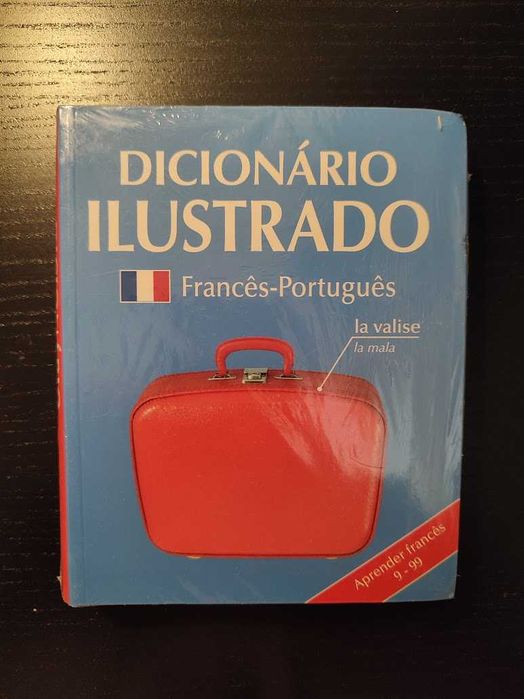 DICIONÁRIO
ILUSTRADO
Francês-Português
la valise
la mala
Aprender francês
9 - 99